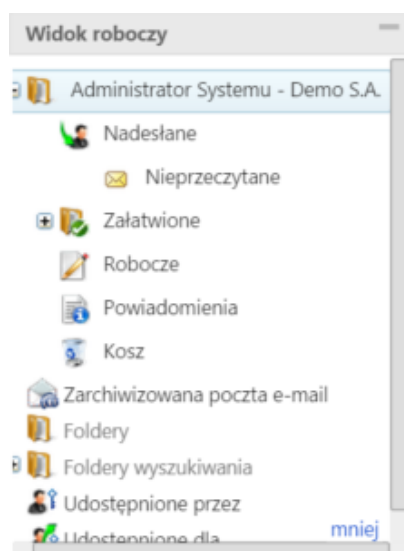 Widok roboczy
Administrator Systemu - Demo S.A.
Nadesłane
Nieprzeczytane
Załatwione
Robocze
Powiadomienia
Kosz
Zarchiwizowana poczta e-mail
Foldery
Foldery wyszukiwania
Udostępnione przez
Udostępnione dla
mniej